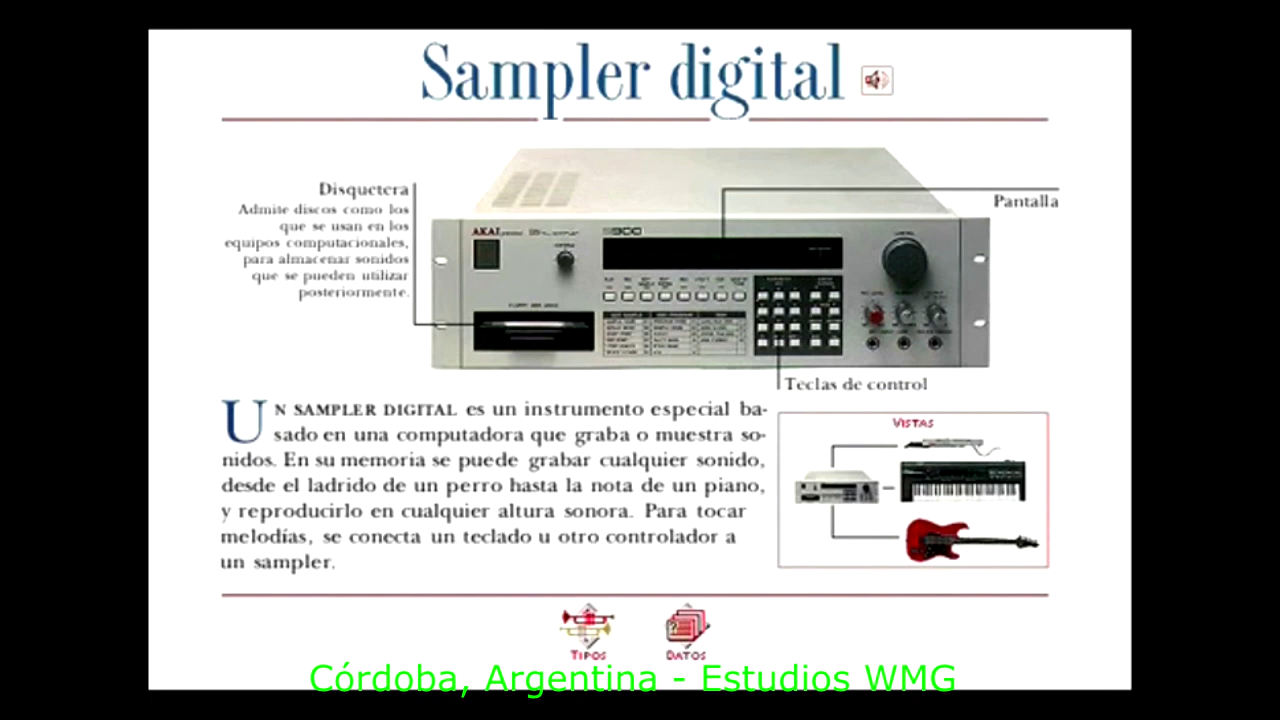 Sampler digital
Disquetera
Admite discos como los
que se usan en los
equipos computacionales,
para almacenar sonidos
que se pueden utilizar
posteriormente.
Pantalla
AKAI
Teclas de control
UN SAMPLER DIGITAL es un instrumento especial ba-
sado en una computadora que graba o muestra so-
nidos. En su memoria se puede grabar cualquier sonido,
desde el ladrido de un perro hasta la nota de un piano,
y reproducirlo en cualquier altura sonora. Para tocar
melodías, se conecta un teclado u otro controlador a
un sampler.
VISTAS
TIPOS
DATOS
Córdoba, Argentina - Estudios WMG